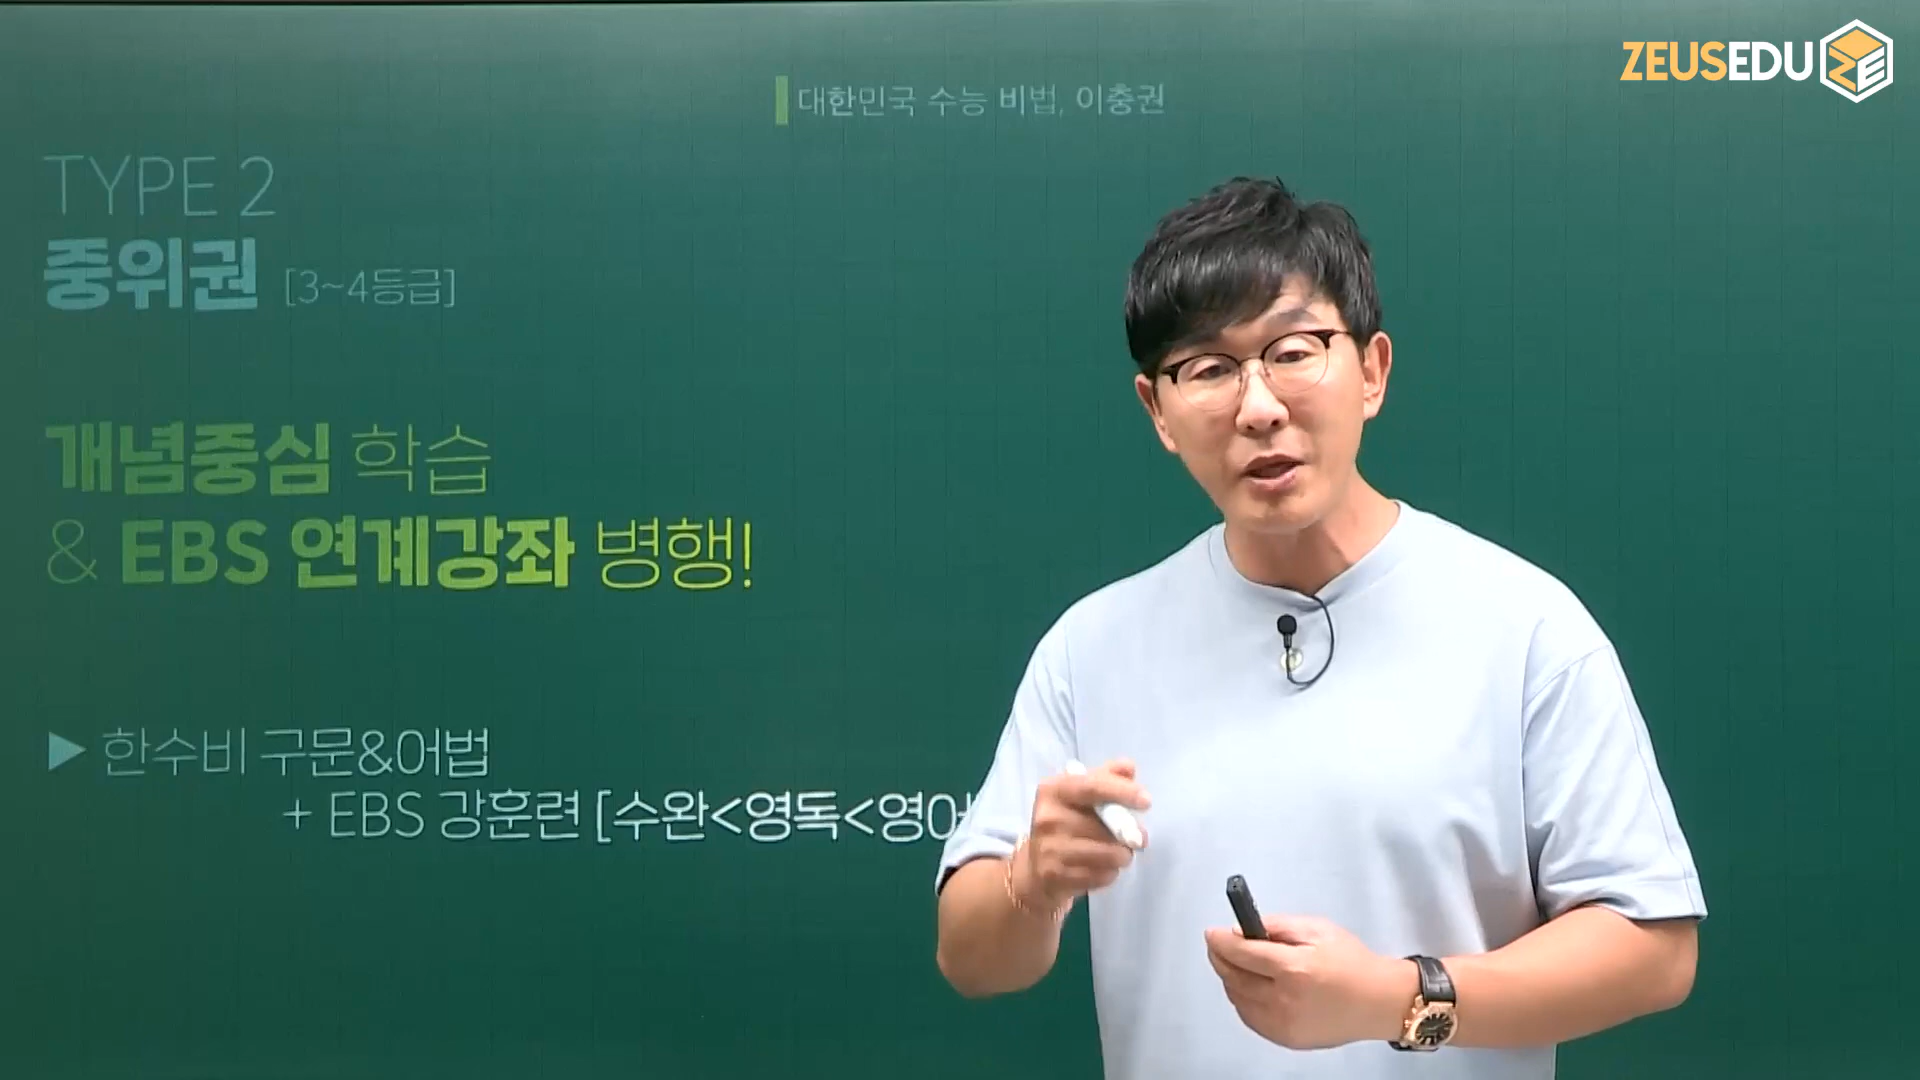 ZEUSEDU
대한민국 수능 비법, 이충권
TYPE 2
중위권 [3~4등급]
개념중심 학습
& EBS 연계강좌 병행!
▶ 한수비 구문&어법
+ EBS 강훈련 [수완<영독<영어